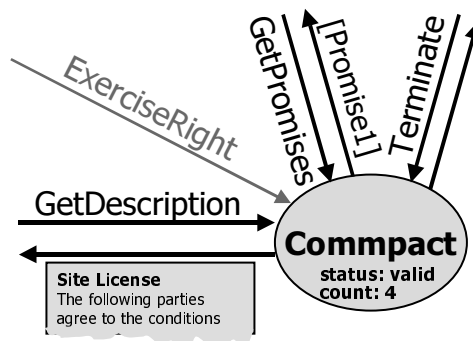 GetPromises
[Promise1]
Terminate
ExerciseRight
GetDescription
Commpact
status: valid
count: 4
Site License
The following parties
agree to the conditions